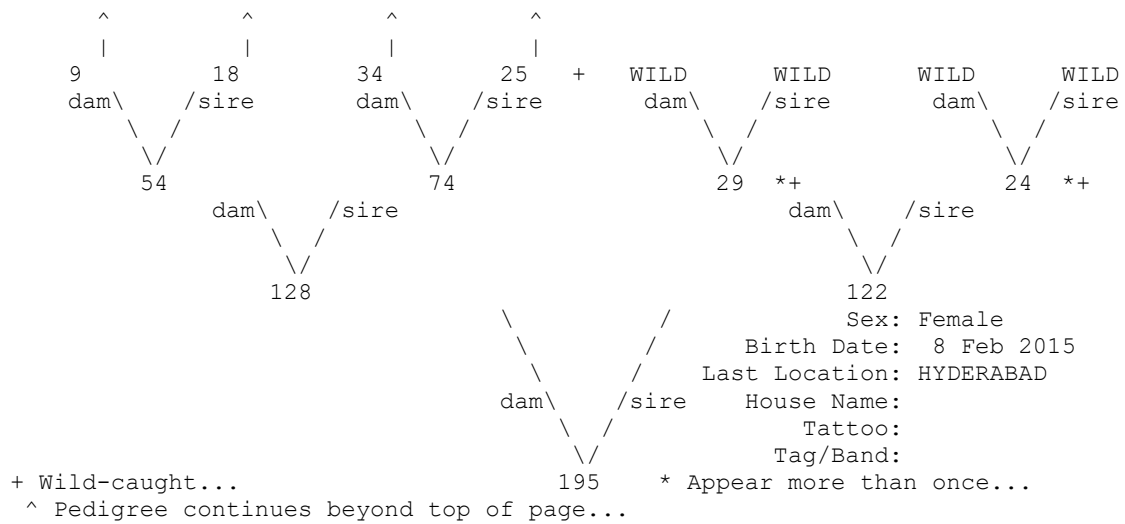 ^ ^ ^ ^
| | | |
9 18 34 25 + WILD WILD WILD WILD
dam\ /sire dam\ /sire dam\ /sire dam\ /sire
\ / \ / \ / \ /
\/ \/ \/ \/
54 74 29 *+ 24 *+
dam\ /sire dam\ /sire
\ / \ /
\/ \/
128 122
\ / Sex: Female
\ / Birth Date: 8 Feb 2015
\ / Last Location: HYDERABAD
dam\ /sire House Name:
\ / Tattoo:
\/ Tag/Band:
+ Wild-caught... 195 * Appear more than once...
^ Pedigree continues beyond top of page...